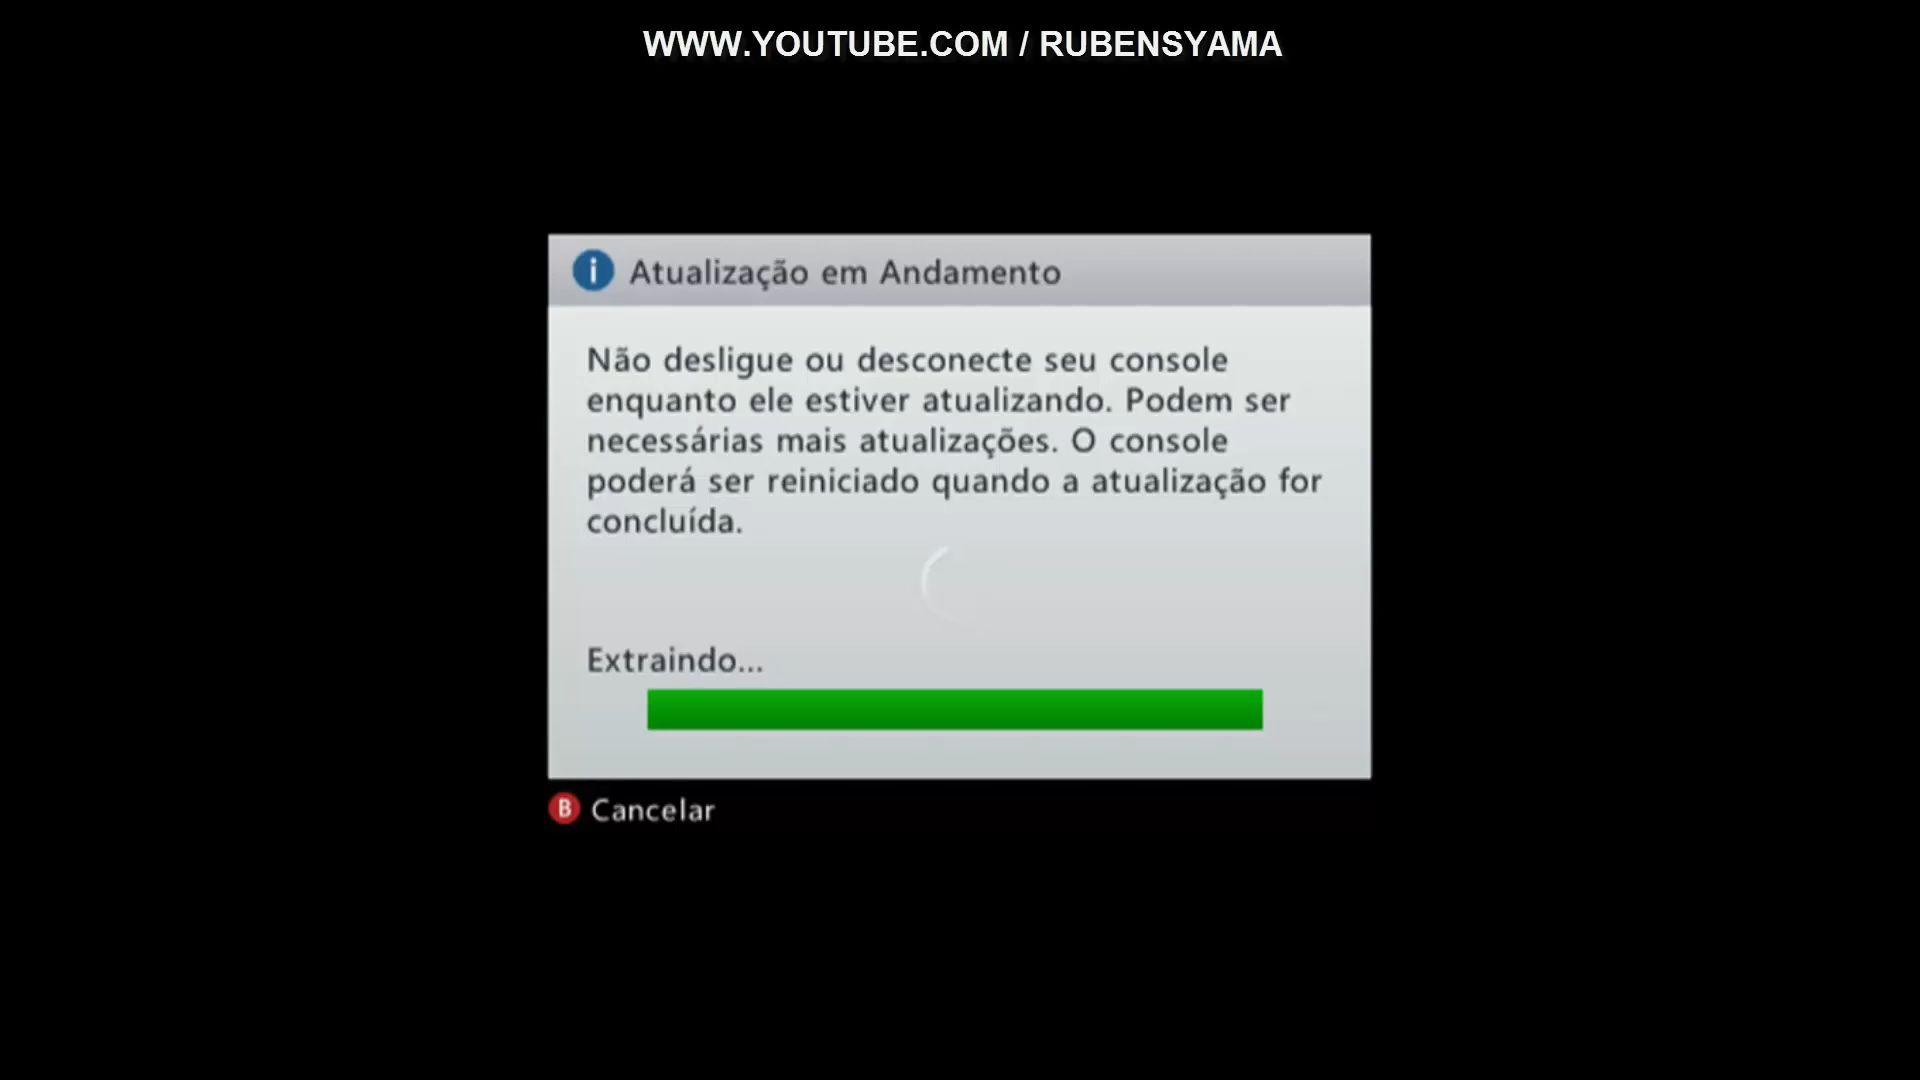 WWW.YOUTUBE.COM / RUBENSYAMA
i Atualização em Andamento
Não desligue ou desconecte seu console
enquanto ele estiver atualizando. Podem ser
necessárias mais atualizações. O console
poderá ser reiniciado quando a atualização for
concluída.
Extraindo...
B Cancelar